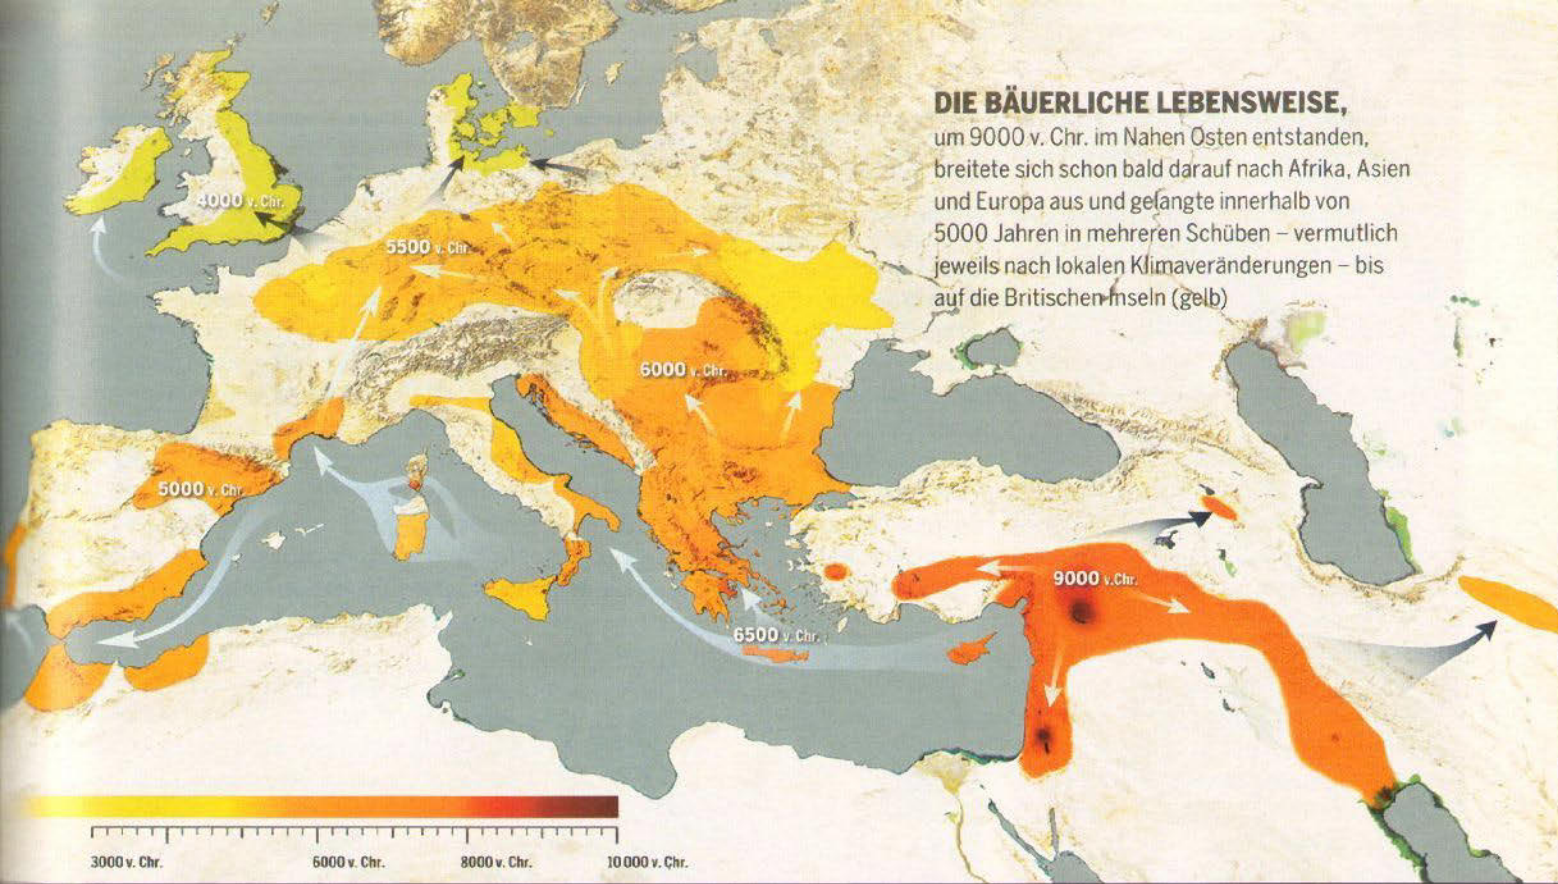 DIE BÄUERLICHE LEBENSWEISE,
um 9000 v. Chr. im Nahen Osten entstanden,
breitete sich schon bald darauf nach Afrika, Asien
und Europa aus und gelangte innerhalb von
5000 Jahren in mehreren Schüben – vermutlich
jeweils nach lokalen Klimaveränderungen – bis
auf die Britischen Inseln (gelb)
4000 v. Chr.
5500 v. Chr.
6000 v. Chr.
5000 v. Chr.
9000 v. Chr.
6500 v. Chr.
3000 v. Chr. 6000 v. Chr. 8000 v. Chr. 10 000 v. Chr.